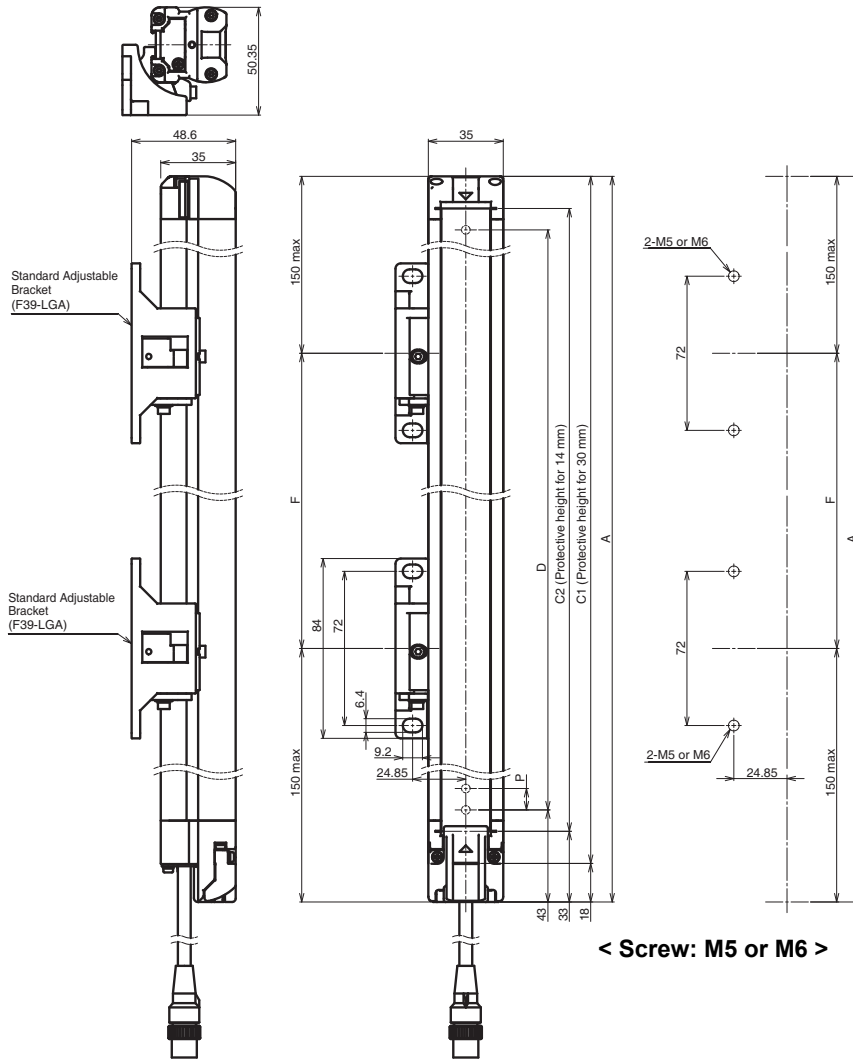 50.35
48.6
35
35
150 max
150 max
2-M5 or M6
Standard Adjustable
Bracket
(F39-LGA)
72
F
D
C2 (Protective height for 14 mm)
C1 (Protective height for 30 mm)
A
F
A
Standard Adjustable
Bracket
(F39-LGA)
84
72
72
6.4
9.2
24.85
P
2-M5 or M6
24.85
150 max
150 max
43
33
18
< Screw: M5 or M6 >